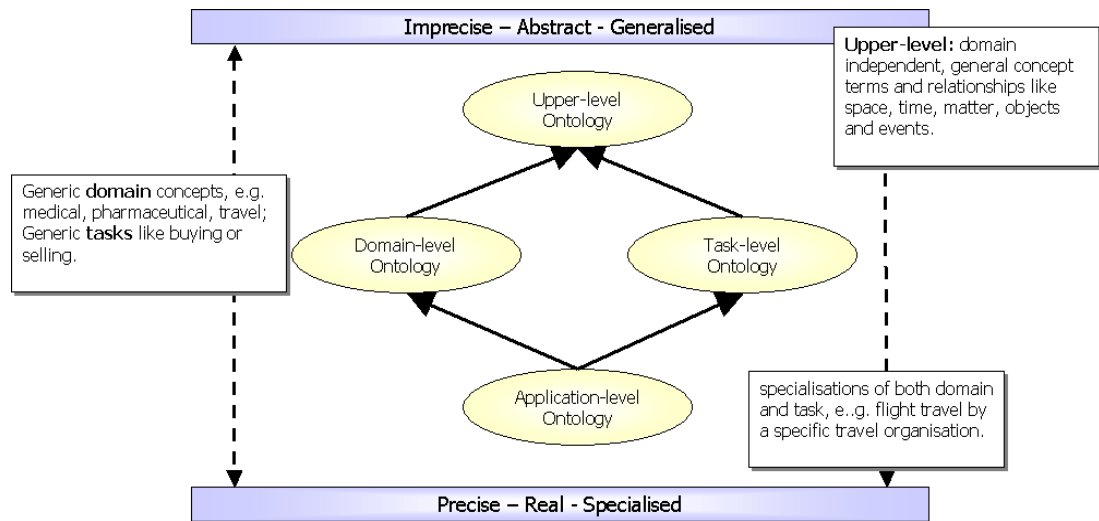 Imprecise – Abstract - Generalised
Upper-level: domain
independent, general concept
terms and relationships like
space, time, matter, objects
and events.
Upper-level
Ontology
Generic domain concepts, e.g.
medical, pharmaceutical, travel;
Generic tasks like buying or
selling.
Domain-level
Ontology
Task-level
Ontology
Application-level
Ontology
specialisations of both domain
and task, e..g. flight travel by
a specific travel organisation.
Precise – Real - Specialised